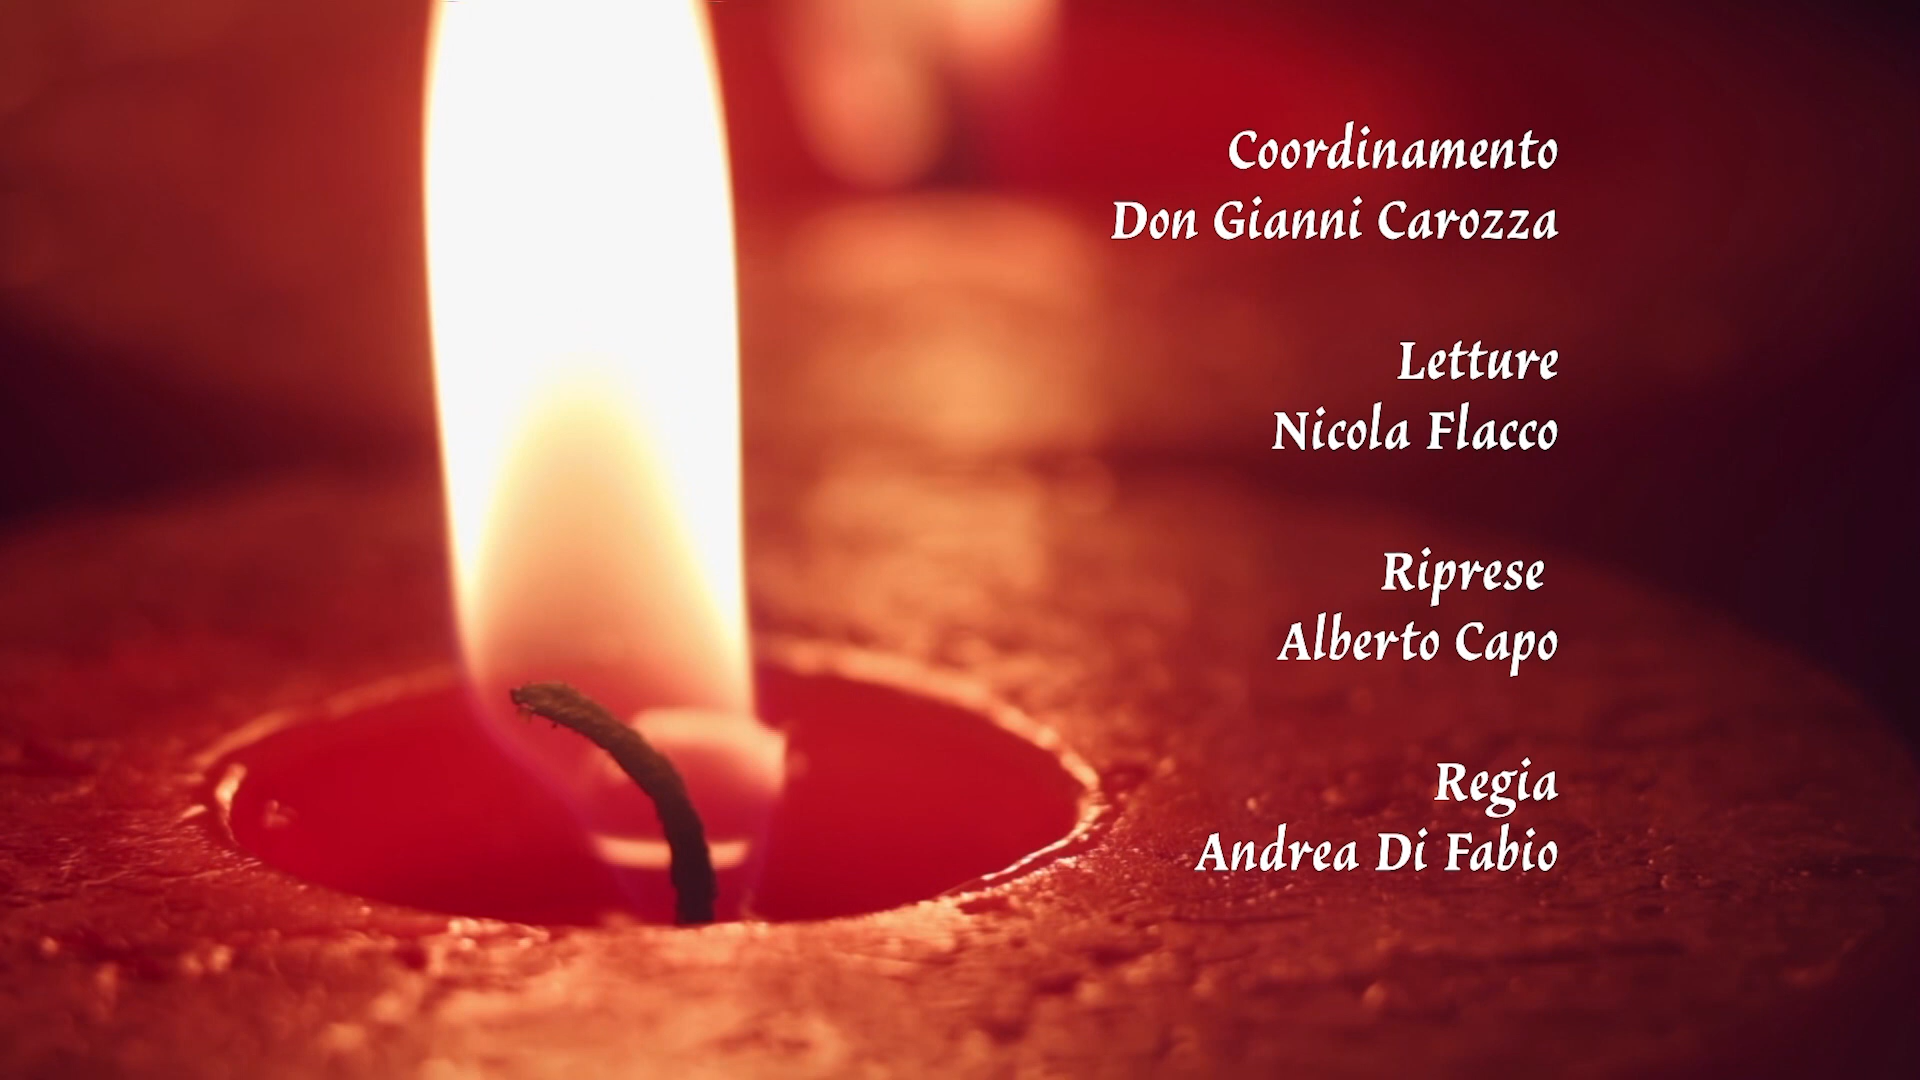 Coordinamento
Don Gianni Carozza
Letture
Nicola Flacco
Riprese
Alberto Capo
Regia
Andrea Di Fabio